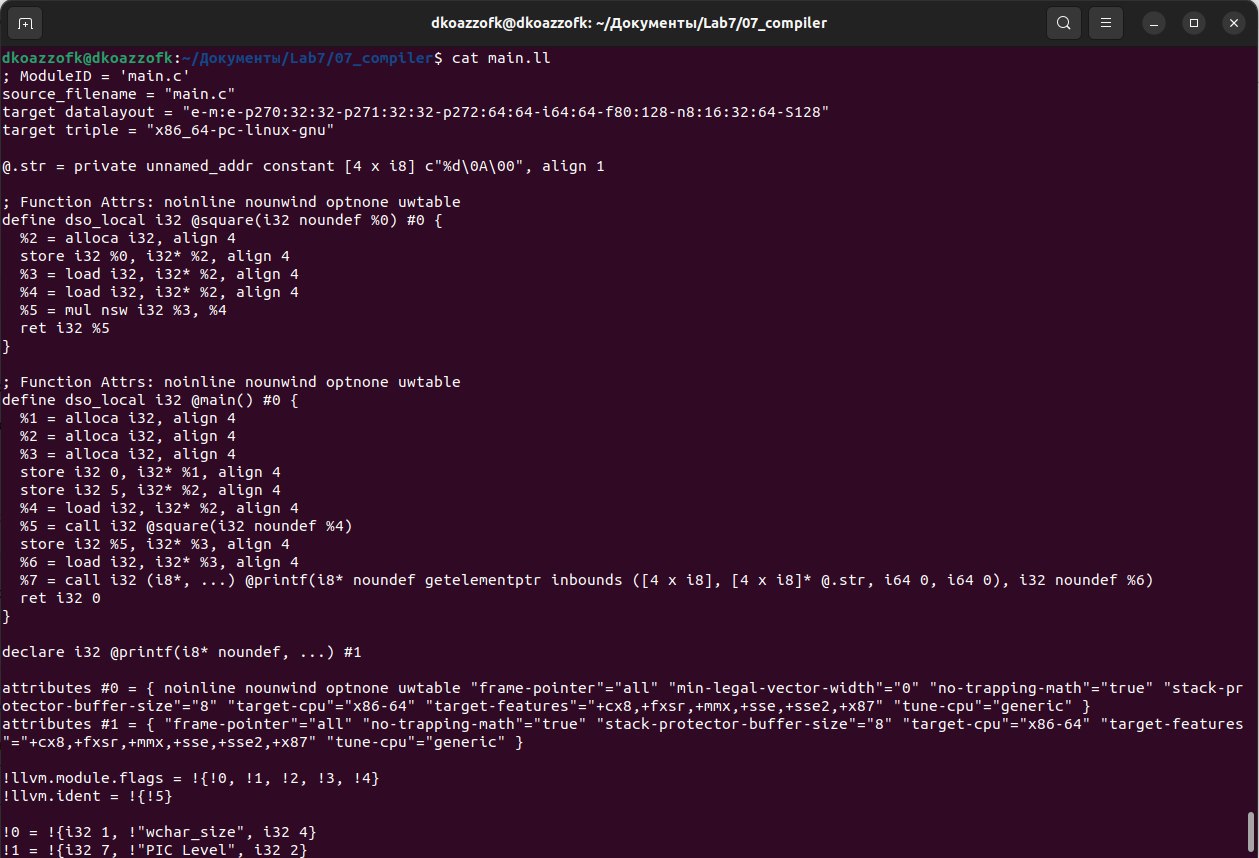 dkoazzofk@dkoazzofk: ~/Документы/Lab7/07_compiler
dkoazzofk@dkoazzofk:~/Документы/Lab7/07_compiler$ cat main.ll
; ModuleID = 'main.c'
source_filename = "main.c"
target datalayout = "e-m:e-p270:32:32-p271:32:32-p272:64:64-i64:64-f80:128-n8:16:32:64-S128"
target triple = "x86_64-pc-linux-gnu"
@.str = private unnamed_addr constant [4 x i8] c"%d\0A\00", align 1
; Function Attrs: noinline nounwind optnone uwtable
define dso_local i32 @square(i32 noundef %0) #0 {
  %2 = alloca i32, align 4
  store i32 %0, i32* %2, align 4
  %3 = load i32, i32* %2, align 4
  %4 = load i32, i32* %2, align 4
  %5 = mul nsw i32 %3, %4
  ret i32 %5
}
; Function Attrs: noinline nounwind optnone uwtable
define dso_local i32 @main() #0 {
  %1 = alloca i32, align 4
  %2 = alloca i32, align 4
  %3 = alloca i32, align 4
  store i32 0, i32* %1, align 4
  store i32 5, i32* %2, align 4
  %4 = load i32, i32* %2, align 4
  %5 = call i32 @square(i32 noundef %4)
  store i32 %5, i32* %3, align 4
  %6 = load i32, i32* %3, align 4
  %7 = call i32 (i8*, ...) @printf(i8* noundef getelementptr inbounds ([4 x i8], [4 x i8]* @.str, i64 0, i64 0), i32 noundef %6)
  ret i32 0
}
declare i32 @printf(i8* noundef, ...) #1
attributes #0 = { noinline nounwind optnone uwtable "frame-pointer"="all" "min-legal-vector-width"="0" "no-trapping-math"="true" "stack-pr
otector-buffer-size"="8" "target-cpu"="x86-64" "target-features"="+cx8,+fxsr,+mmx,+sse,+sse2,+x87" "tune-cpu"="generic" }
attributes #1 = { "frame-pointer"="all" "no-trapping-math"="true" "stack-protector-buffer-size"="8" "target-cpu"="x86-64" "target-features
"="+cx8,+fxsr,+mmx,+sse,+sse2,+x87" "tune-cpu"="generic" }
!llvm.module.flags = !{!0, !1, !2, !3, !4}
!llvm.ident = !{!5}
!0 = !{i32 1, !"wchar_size", i32 4}
!1 = !{i32 7, !"PIC Level", i32 2}